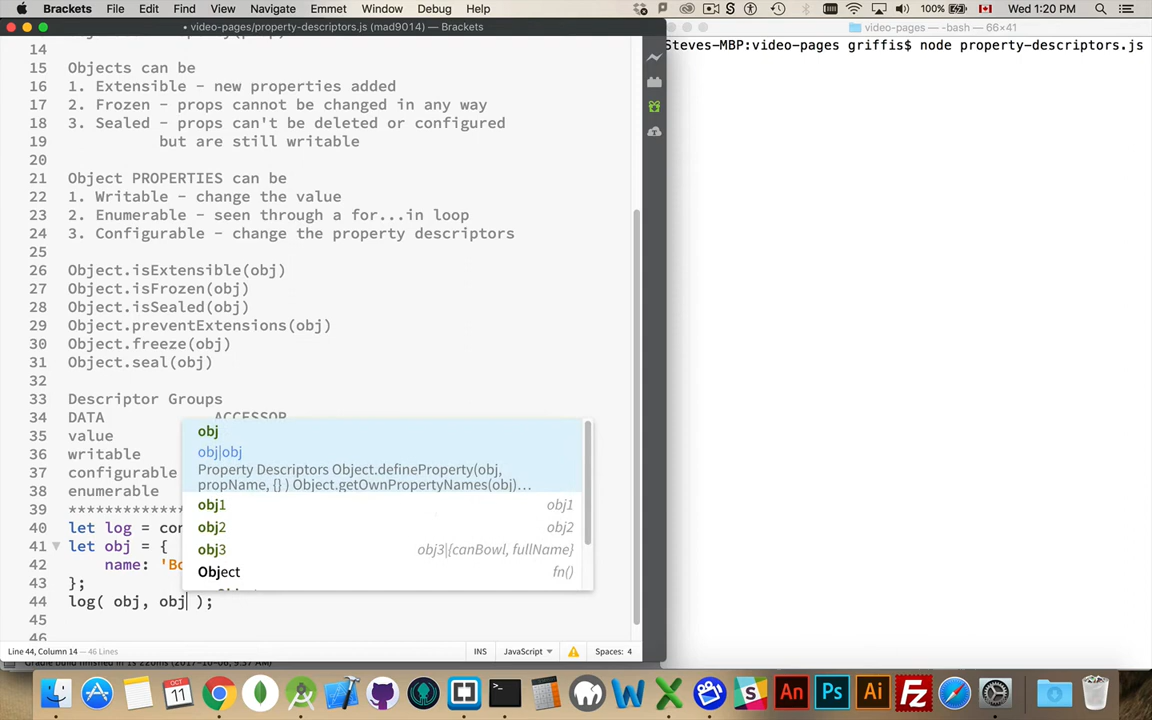 Brackets File Edit Find View Navigate Emmet Window Debug Help 100% Wed 1:20 PM
• video-pages/property-descriptors.js (mad9014) — Brackets
video-pages — -bash — 66×41
Steves-MBP:video-pages griffis$ node property-descriptors.js
14
15 Objects can be
16 1. Extensible - new properties added
17 2. Frozen - props cannot be changed in any way
18 3. Sealed - props can't be deleted or configured
19 but are still writable
20
21 Object PROPERTIES can be
22 1. Writable - change the value
23 2. Enumerable - seen through a for...in loop
24 3. Configurable - change the property descriptors
25
26 Object.isExtensible(obj)
27 Object.isFrozen(obj)
28 Object.isSealed(obj)
29 Object.preventExtensions(obj)
30 Object.freeze(obj)
31 Object.seal(obj)
32
33 Descriptor Groups
34 DATA ACCESSOR
35 value
36 writable
37 configurable
38 enumerable
39 *************
40 let log = con
41 let obj = {
42 name: 'Bo
43 };
44 log( obj, obj );
45
46
obj
obj|obj
Property Descriptors Object.defineProperty(obj,
propName, {} ) Object.getOwnPropertyNames(obj)…
obj1 obj1
obj2 obj2
obj3 obj3|{canBowl, fullName}
Object fn()
Line 44, Column 14 — 46 Lines INS JavaScript Spaces: 4
OCT
11
An Ps Ai